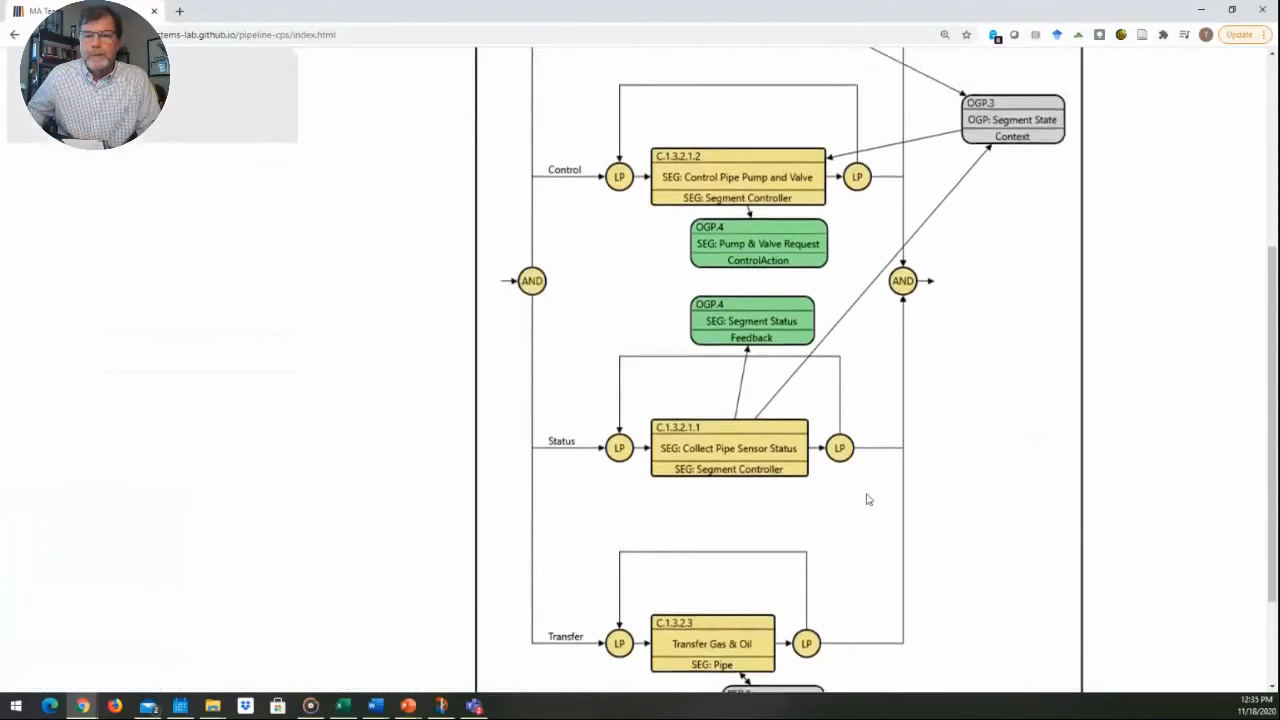 MA Te
tems-lab.github.io/pipeline-cps/index.html
Update
OGP.3
OGP: Segment State
Context
C.1.3.2.1.2
Control
LP
SEG: Control Pipe Pump and Valve
LP
SEG: Segment Controller
OGP.4
SEG: Pump & Valve Request
ControlAction
AND
AND
OGP.4
SEG: Segment Status
Feedback
C.1.3.2.1.1
Status
LP
SEG: Collect Pipe Sensor Status
LP
SEG: Segment Controller
C.1.3.2.3
Transfer
LP
Transfer Gas & Oil
LP
SEG: Pipe
12:35 PM
11/18/2020